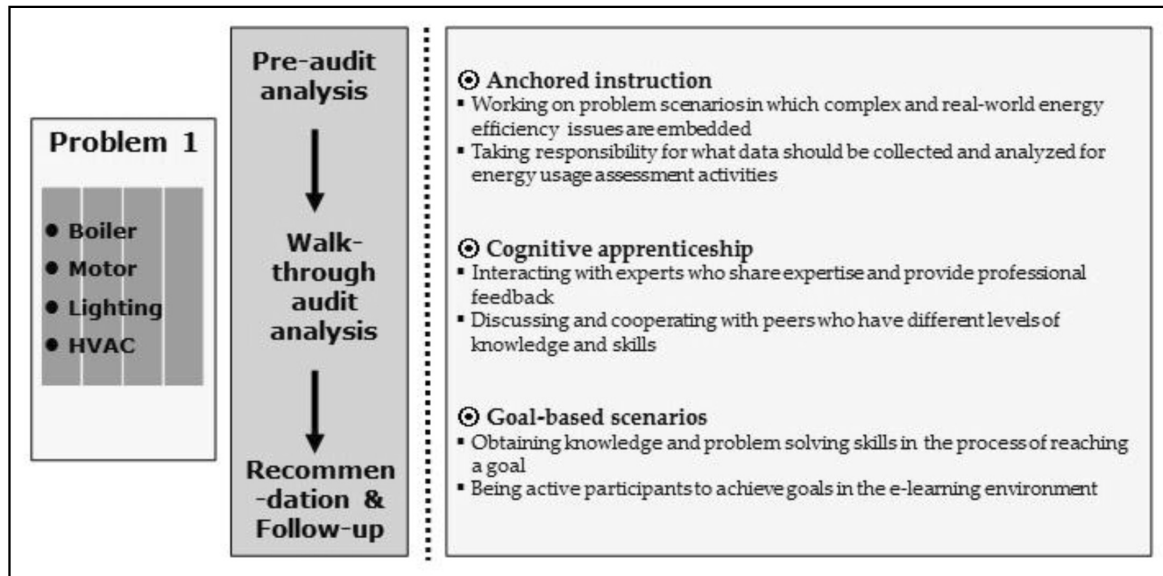 Problem 1
● Boiler
● Motor
● Lighting
● HVAC
Pre-audit
analysis
Walk-
through
audit
analysis
Recommen
-dation &
Follow-up
Anchored instruction
▪ Working on problem scenarios in which complex and real-world energy
efficiency issues are embedded
▪ Taking responsibility for what data should be collected and analyzed for
energy usage assessment activities
Cognitive apprenticeship
▪ Interacting with experts who share expertise and provide professional
feedback
▪ Discussing and cooperating with peers who have different levels of
knowledge and skills
Goal-based scenarios
▪ Obtaining knowledge and problem solving skills in the process of reaching
a goal
▪ Being active participants to achieve goals in the e-learning environment